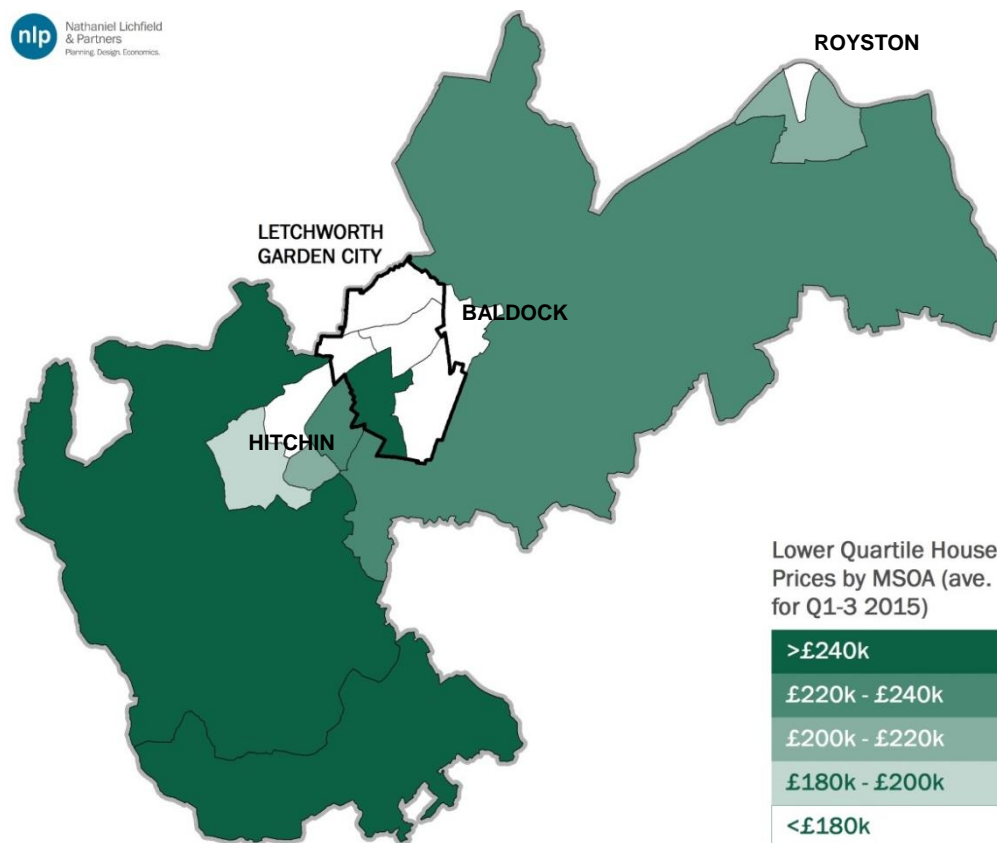 nlp
Nathaniel Lichfield
& Partners
Planning. Design. Economics.
ROYSTON
LETCHWORTH
GARDEN CITY
BALDOCK
HITCHIN
Lower Quartile House
Prices by MSOA (ave.
for Q1-3 2015)
>£240k
£220k - £240k
£200k - £220k
£180k - £200k
<£180k